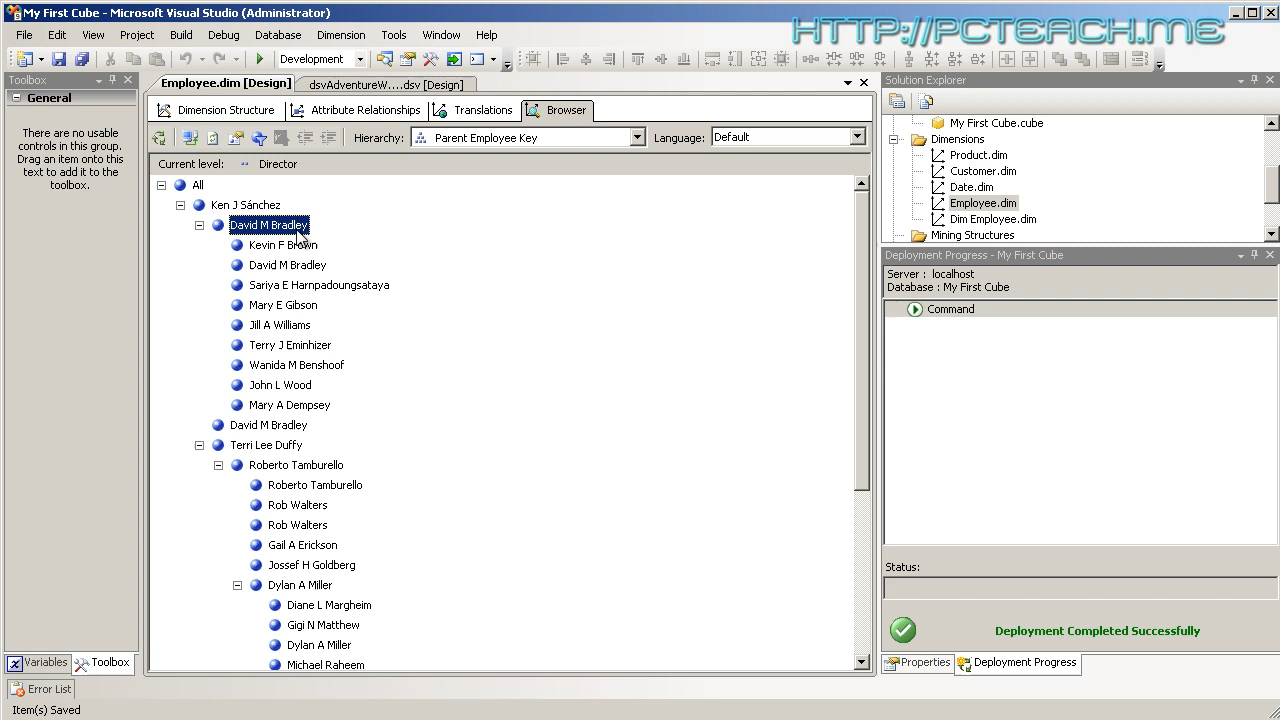 My First Cube - Microsoft Visual Studio (Administrator)
HTTP://PCTEACH.ME
File Edit View Project Build Debug Dimension Tools Window Help
Development
Toolbox
General
There are no usable
controls in this group.
Drag an item onto this
text to add it to the
toolbox.
Variables Toolbox
Error List
Item(s) Saved
Employee.dim [Design] dsvAdventureW....dsv [Design]
Dimension Structure Attribute Relationships Translations Browser
Hierarchy: Parent Employee Key Language: Default
Current level: Director
All
Ken J Sánchez
David M Bradley
Kevin F Brown
David M Bradley
Sariya E Harnpadoungsataya
Mary E Gibson
Jill A Williams
Terry J Eminhizer
Wanida M Benshoof
John L Wood
Mary A Dempsey
David M Bradley
Terri Lee Duffy
Roberto Tamburello
Roberto Tamburello
Rob Walters
Rob Walters
Gail A Erickson
Jossef H Goldberg
Dylan A Miller
Diane L Margheim
Gigi N Matthew
Dylan A Miller
Michael Raheem
Solution Explorer
My First Cube.cube
Dimensions
Product.dim
Customer.dim
Date.dim
Employee.dim
Dim Employee.dim
Mining Structures
Deployment Progress - My First Cube
Server : localhost
Database : My First Cube
Command
Status:
Deployment Completed Successfully
Properties Deployment Progress